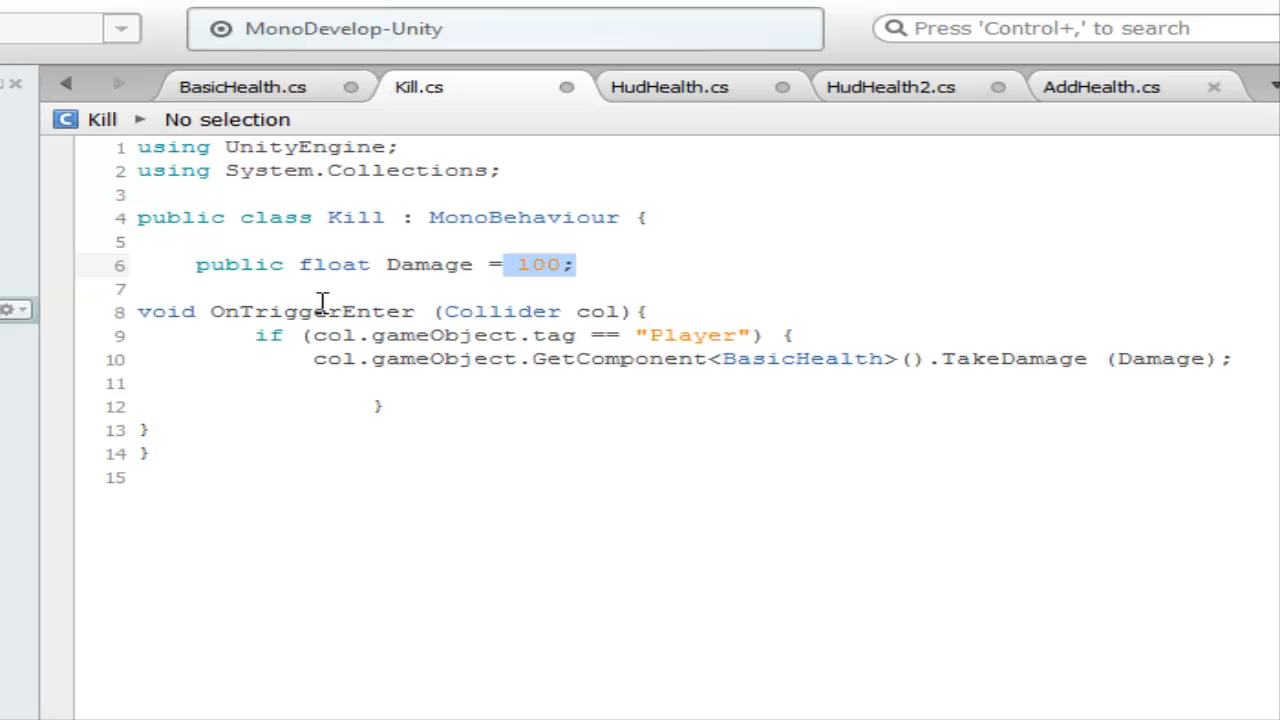 MonoDevelop-Unity
Press 'Control+,' to search
BasicHealth.cs
Kill.cs
HudHealth.cs
HudHealth2.cs
AddHealth.cs
C Kill ► No selection
1 using UnityEngine;
2 using System.Collections;
3
4 public class Kill : MonoBehaviour {
5
6 public float Damage = 100;
7
8 void OnTriggerEnter (Collider col){
9 if (col.gameObject.tag == "Player") {
10 col.gameObject.GetComponent<BasicHealth>().TakeDamage (Damage);
11
12 }
13 }
14 }
15